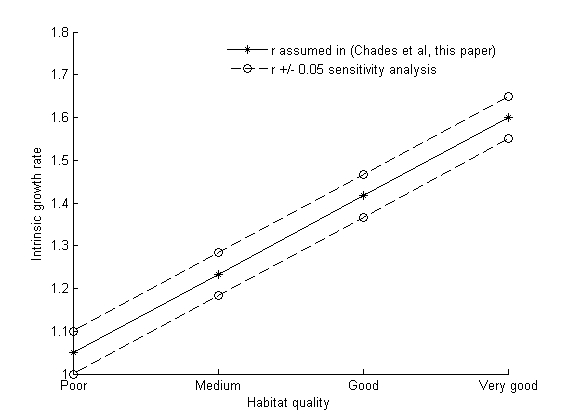 1.8
1.7
1.6
1.5
1.4
1.3
1.2
1.1
1
Intrinsic growth rate
r assumed in (Chades et al, this paper)
r +/- 0.05 sensitivity analysis
Poor Medium Good Very good
Habitat quality